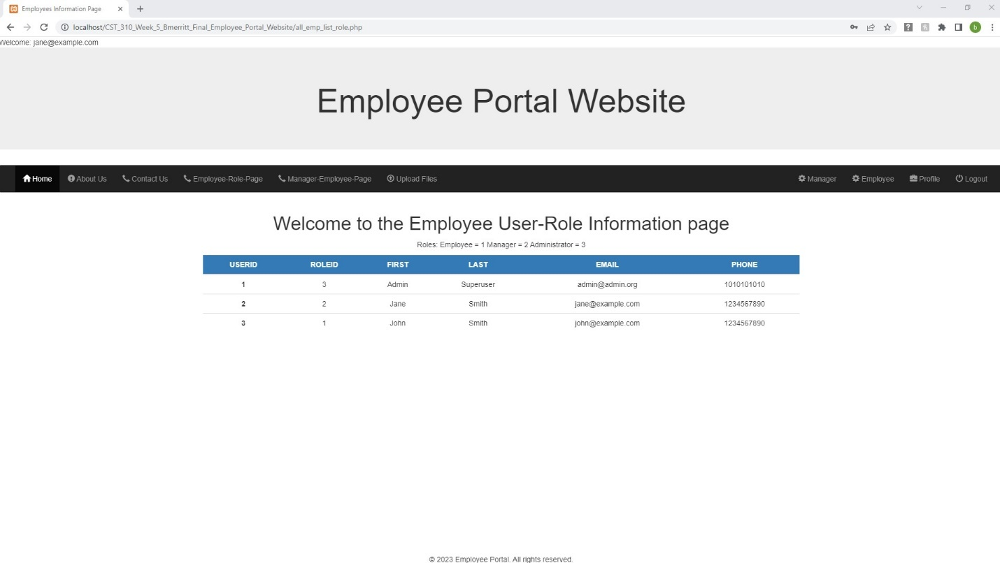 Employees Information Page
localhost/CST_310_Week_5_Bmerritt_Final_Employee_Portal_Website/all_emp_list_role.php
b
Welcome: jane@example.com
Employee Portal Website
Home About Us Contact Us Employee-Role-Page Manager-Employee-Page Upload Files Manager Employee Profile Logout
Welcome to the Employee User-Role Information page
Roles: Employee = 1 Manager = 2 Administrator = 3
USERID ROLEID FIRST LAST EMAIL PHONE
1 3 Admin Superuser admin@admin.org 1010101010
2 2 Jane Smith jane@example.com 1234567890
3 1 John Smith john@example.com 1234567890
© 2023 Employee Portal. All rights reserved.